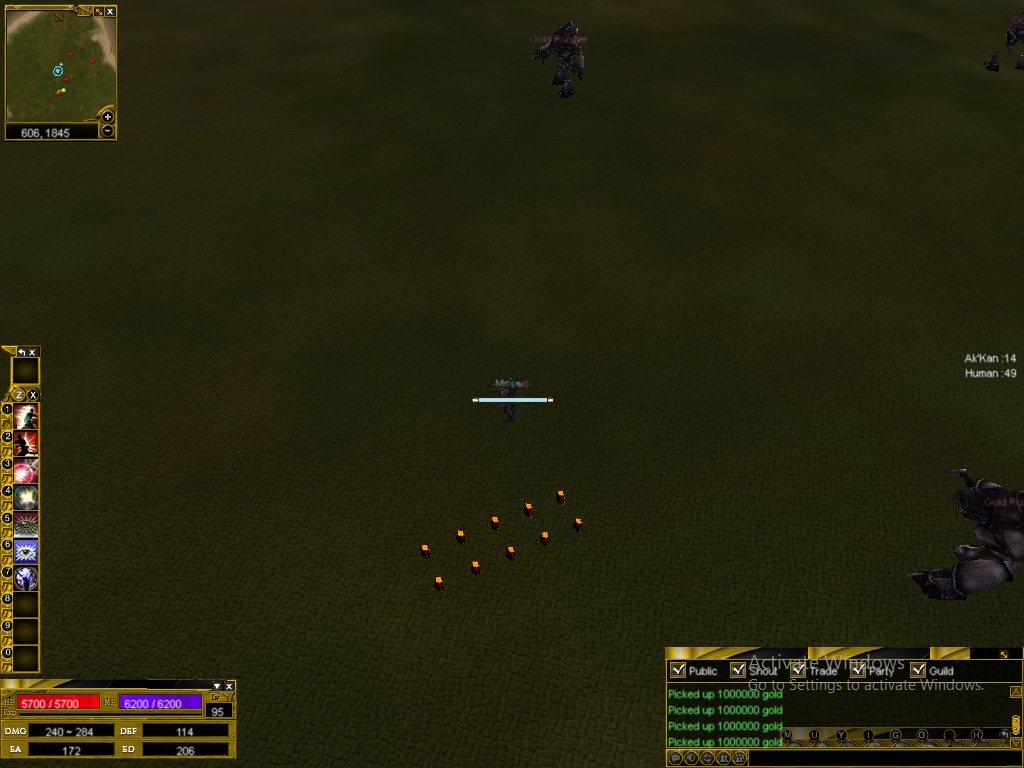 N
606, 1845
Ak'Kan :14
Human :49
Z X
1
2
3
4
5
6
7
8
9
0
HP 5700 / 5700 MP 6200 / 6200 Lv
Exp 95
DMG 240 ~ 284 DEF 114
EA 172 ED 206
Activate Windows
Go to Settings to activate Windows.
Public Shout Trade Party Guild
Picked up 1000000 gold
Picked up 1000000 gold
Picked up 1000000 gold
Picked up 1000000 gold
M U Y I G O H